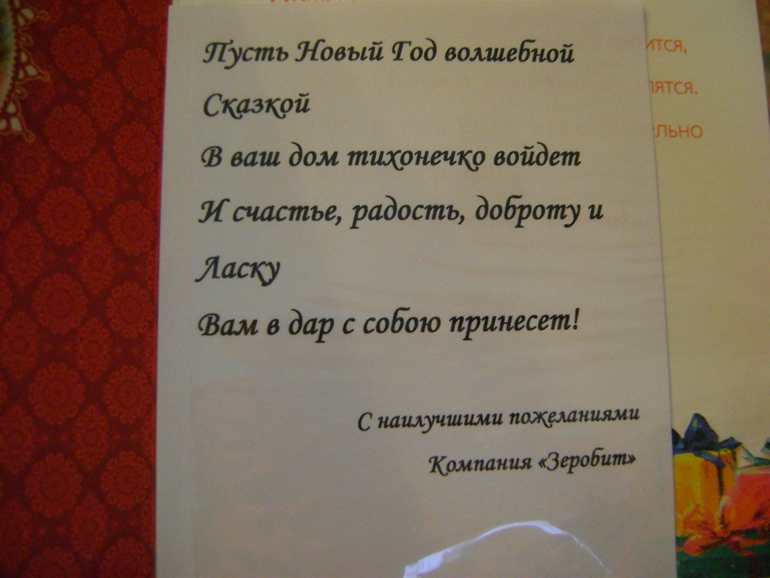 Пусть Новый Год волшебной
Сказкой
В ваш дом тихонечко войдет
И счастье, радость, доброту и
Ласку
Вам в дар с собою принесет!
С наилучшими пожеланиями
Компания «Зеробит»